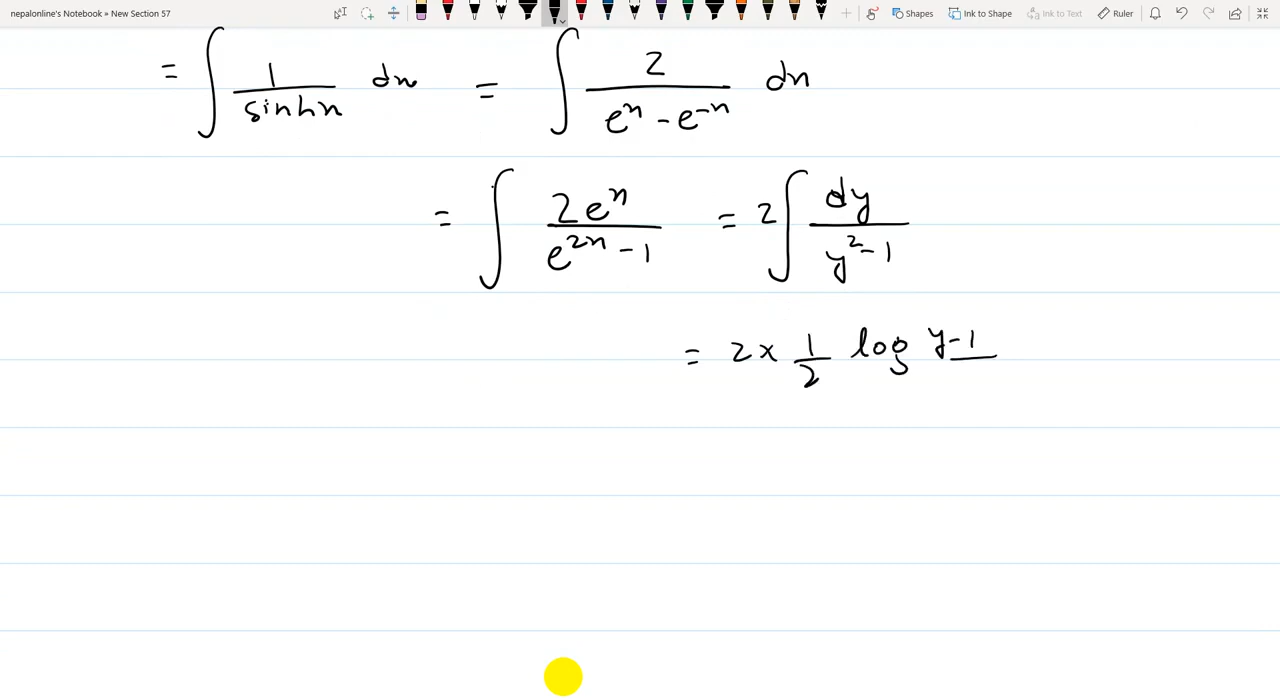 nepalonline's Notebook » New Section 57
Shapes Ink to Shape Ink to Text Ruler
= ∫ 1/sinhx dx = ∫ 2/(e^x - e^-x) dx
= ∫ 2e^x/(e^2x - 1) = 2 ∫ dy/(y^2 - 1)
= 2 x 1/2 log y-1